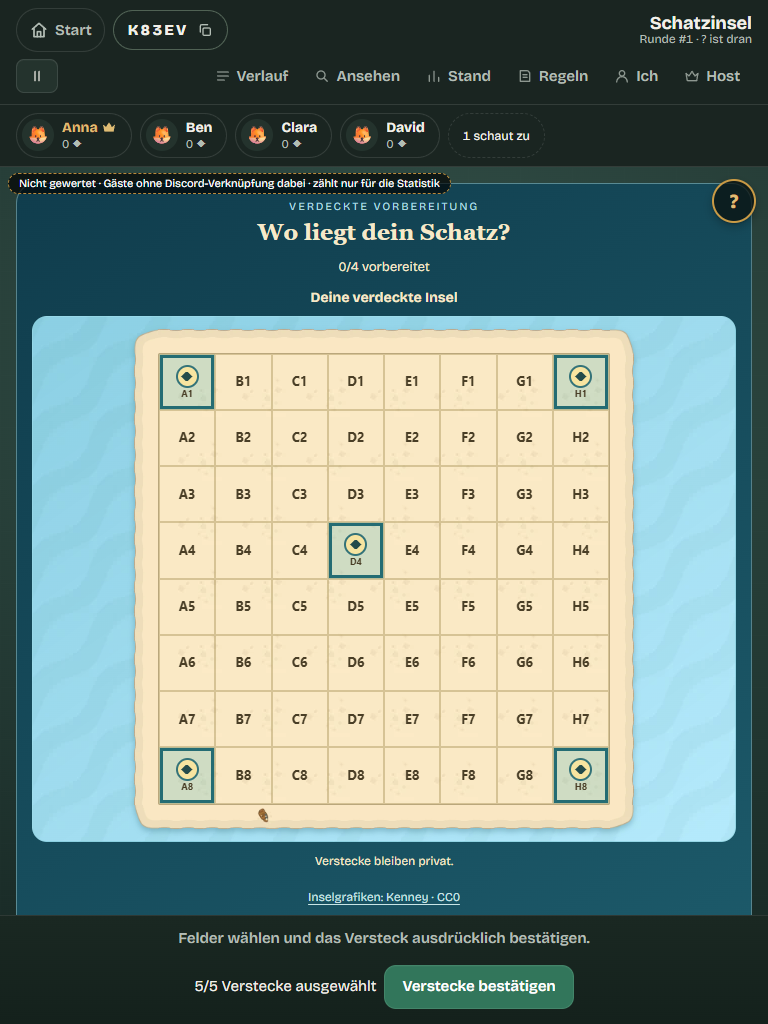 Start
K83EV
Schatzinsel
Runde #1 · ? ist dran
Verlauf
Ansehen
Stand
Regeln
Ich
Host
Anna
0
Ben
0
Clara
0
David
0
1 schaut zu
Nicht gewertet · Gäste ohne Discord-Verknüpfung dabei · zählt nur für die Statistik
?
VERDECKTE VORBEREITUNG
Wo liegt dein Schatz?
0/4 vorbereitet
Deine verdeckte Insel
A1 B1 C1 D1 E1 F1 G1 H1
A2 B2 C2 D2 E2 F2 G2 H2
A3 B3 C3 D3 E3 F3 G3 H3
A4 B4 C4 D4 E4 F4 G4 H4
A5 B5 C5 D5 E5 F5 G5 H5
A6 B6 C6 D6 E6 F6 G6 H6
A7 B7 C7 D7 E7 F7 G7 H7
A8 B8 C8 D8 E8 F8 G8 H8
Verstecke bleiben privat.
Inselgrafiken: Kenney · CC0
Felder wählen und das Versteck ausdrücklich bestätigen.
5/5 Verstecke ausgewählt
Verstecke bestätigen